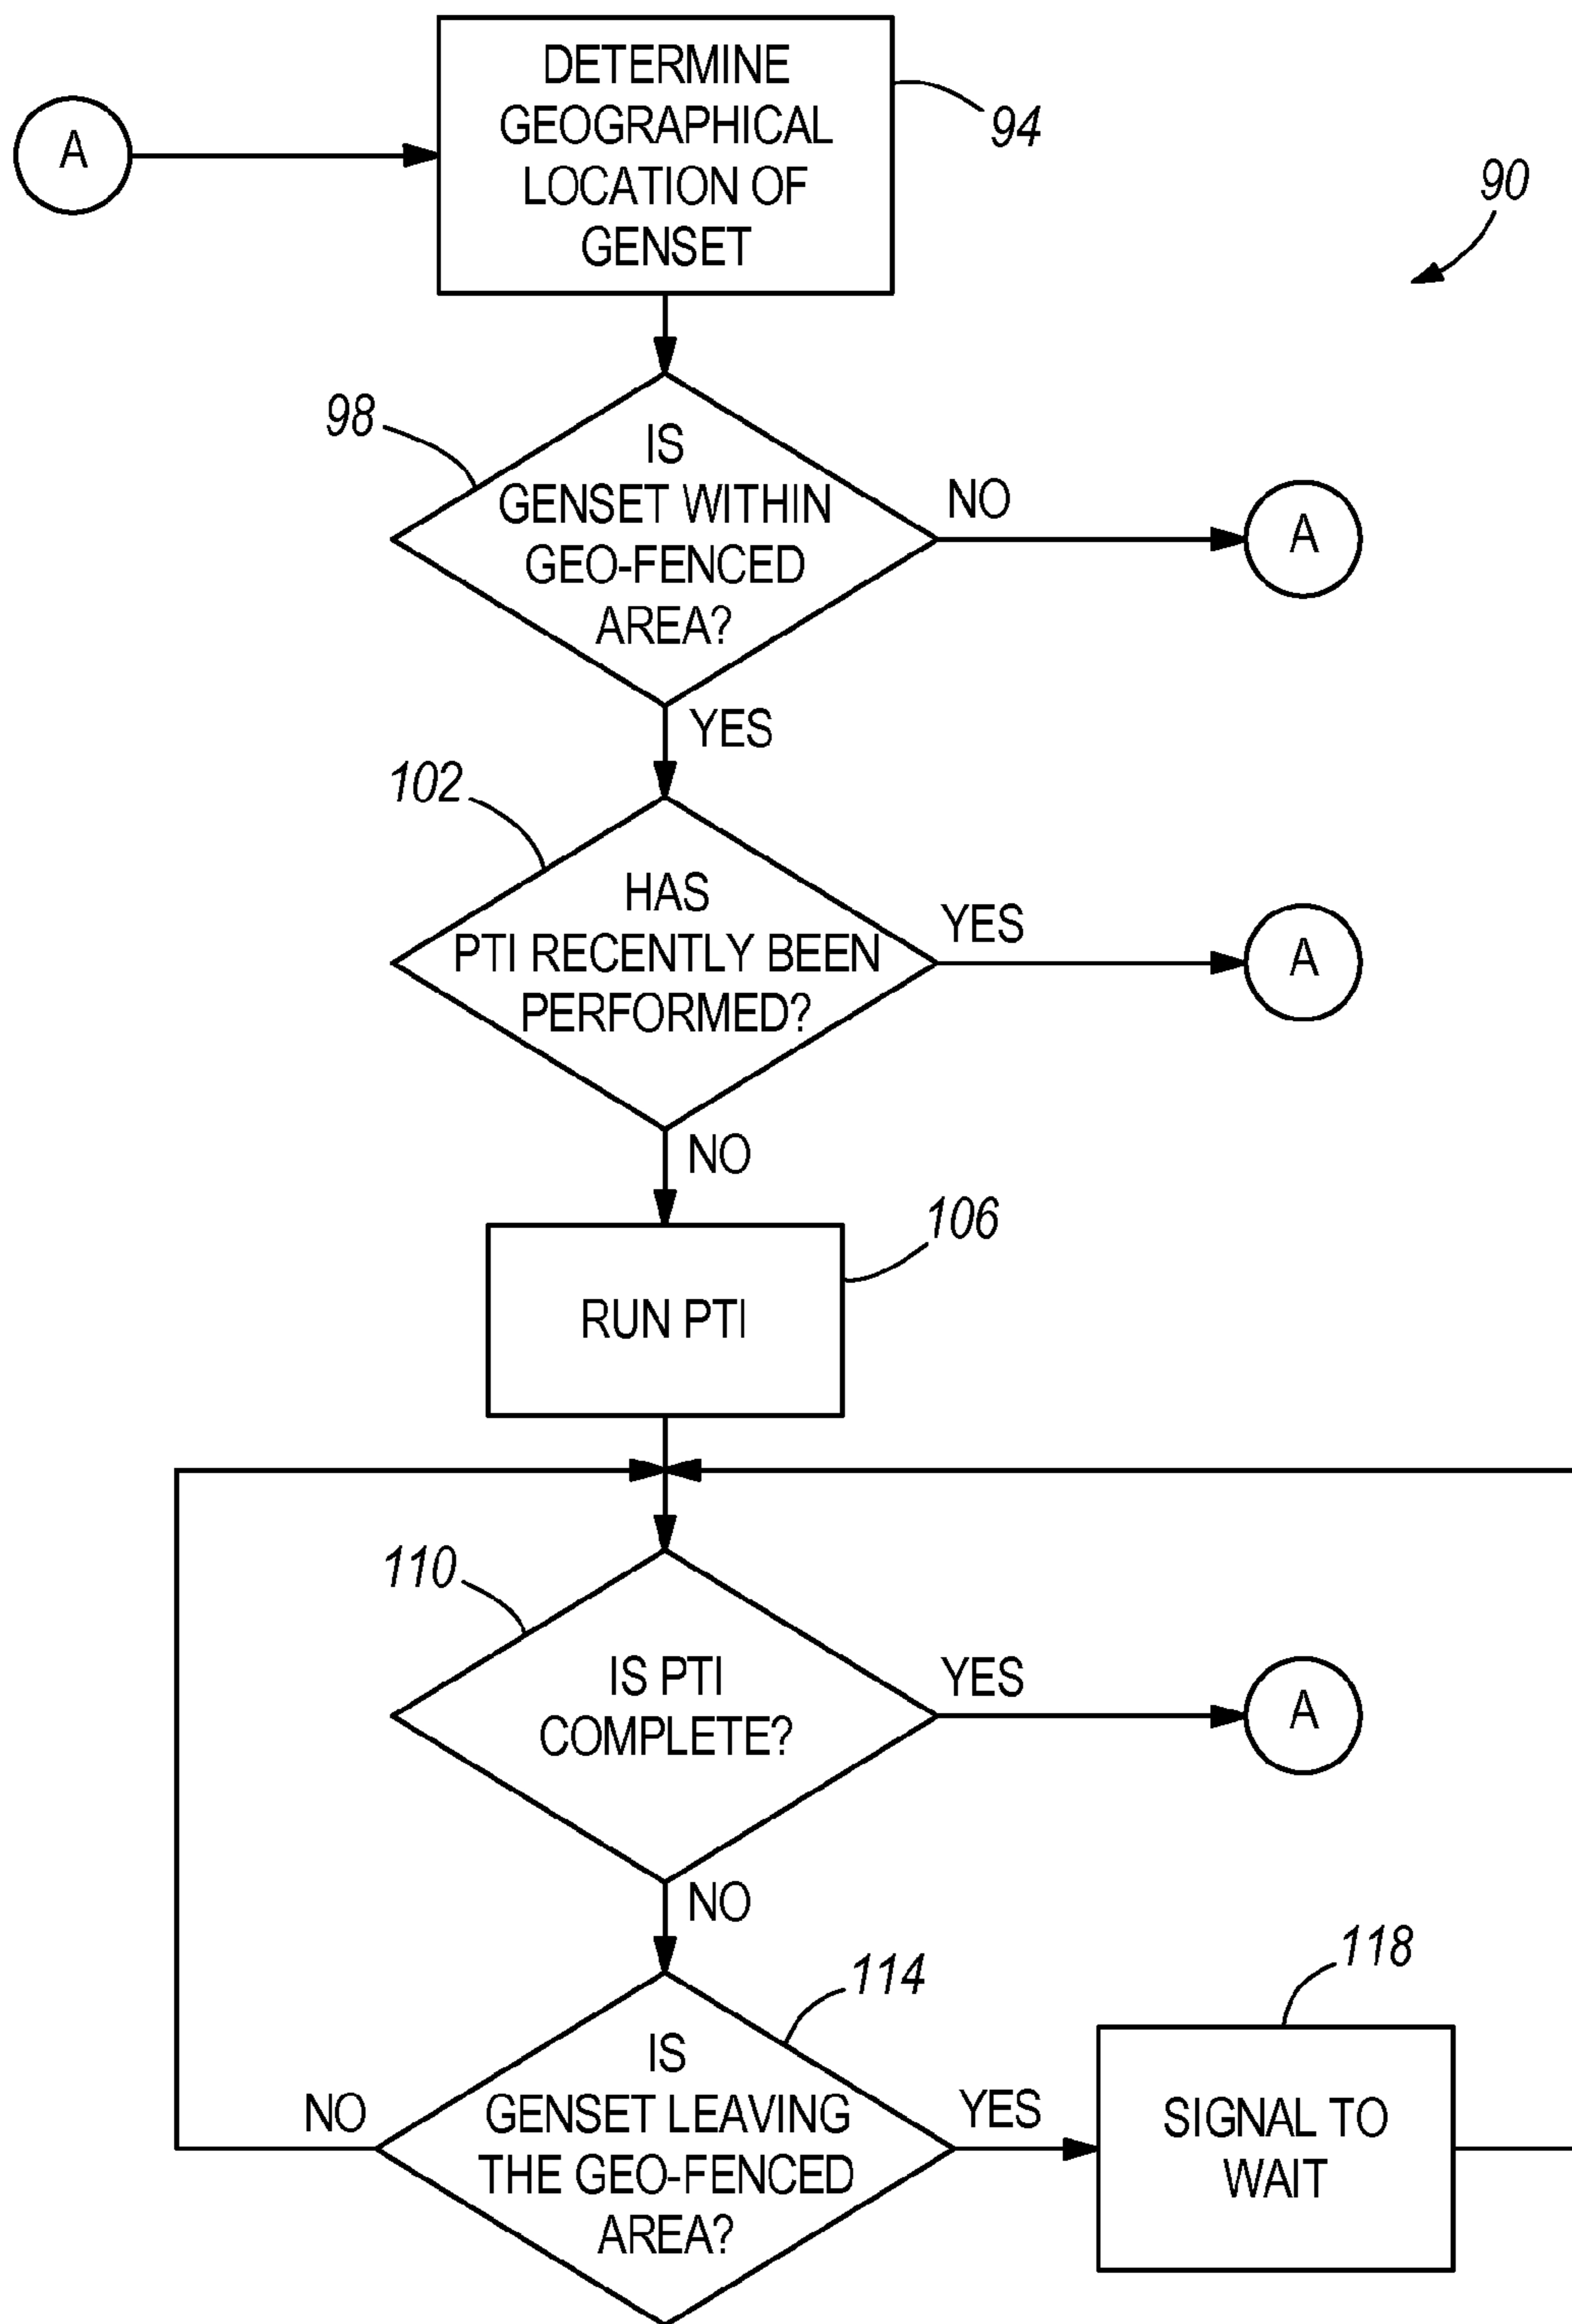 DETERMINE
GEOGRAPHICAL
LOCATION OF
GENSET
94
A
90
98
IS
GENSET WITHIN
GEO-FENCED
AREA?
NO
A
YES
102
HAS
PTI RECENTLY BEEN
PERFORMED?
YES
A
NO
106
RUN PTI
110
IS PTI
COMPLETE?
YES
A
NO
114
118
IS
GENSET LEAVING
THE GEO-FENCED
AREA?
NO
YES
SIGNAL TO
WAIT